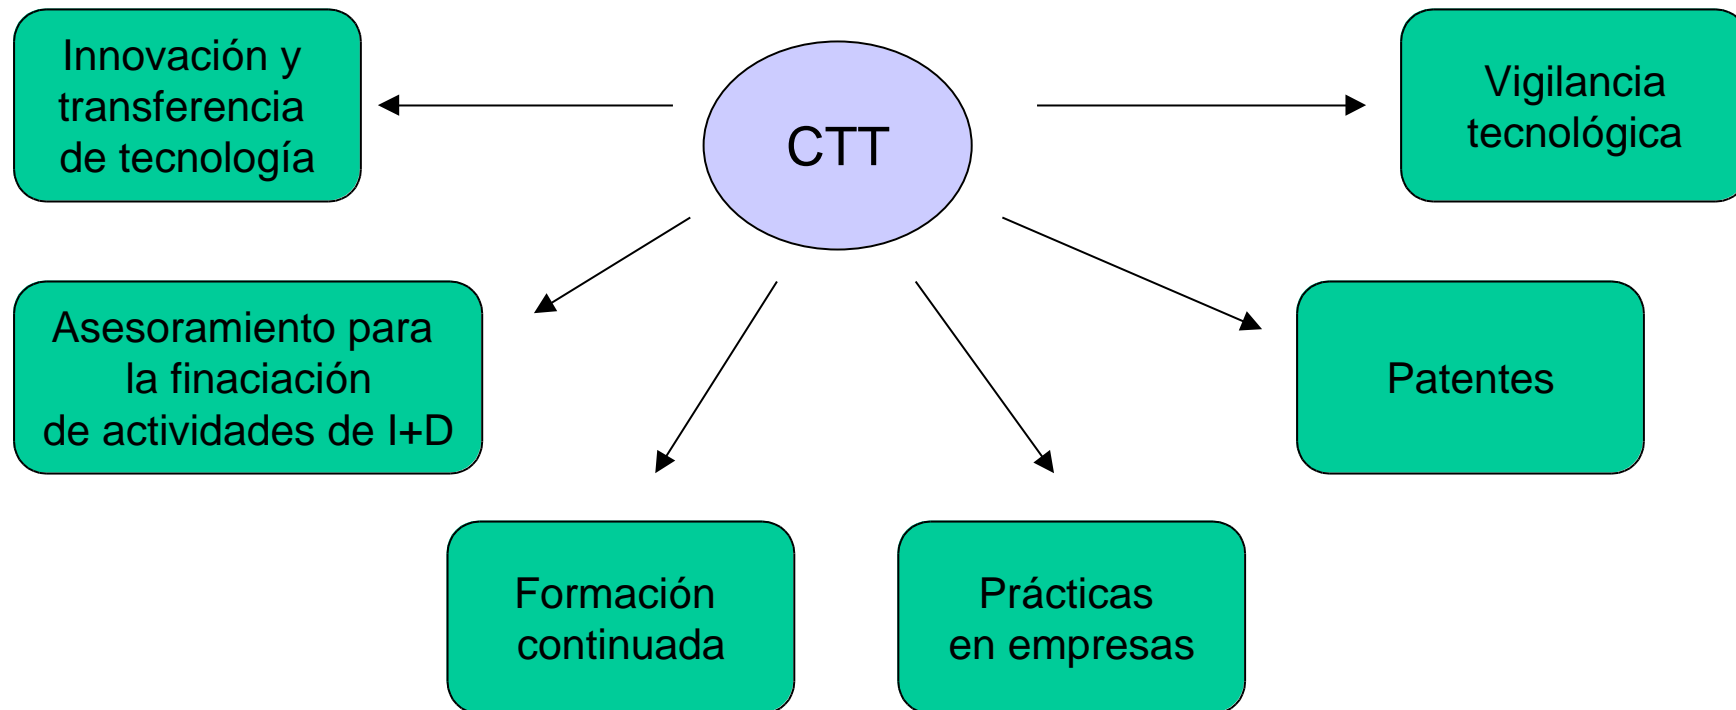 Innovación y
transferencia
de tecnología
CTT
Vigilancia
tecnológica
Asesoramiento para
la finaciación
de actividades de I+D
Patentes
Formación
continuada
Prácticas
en empresas